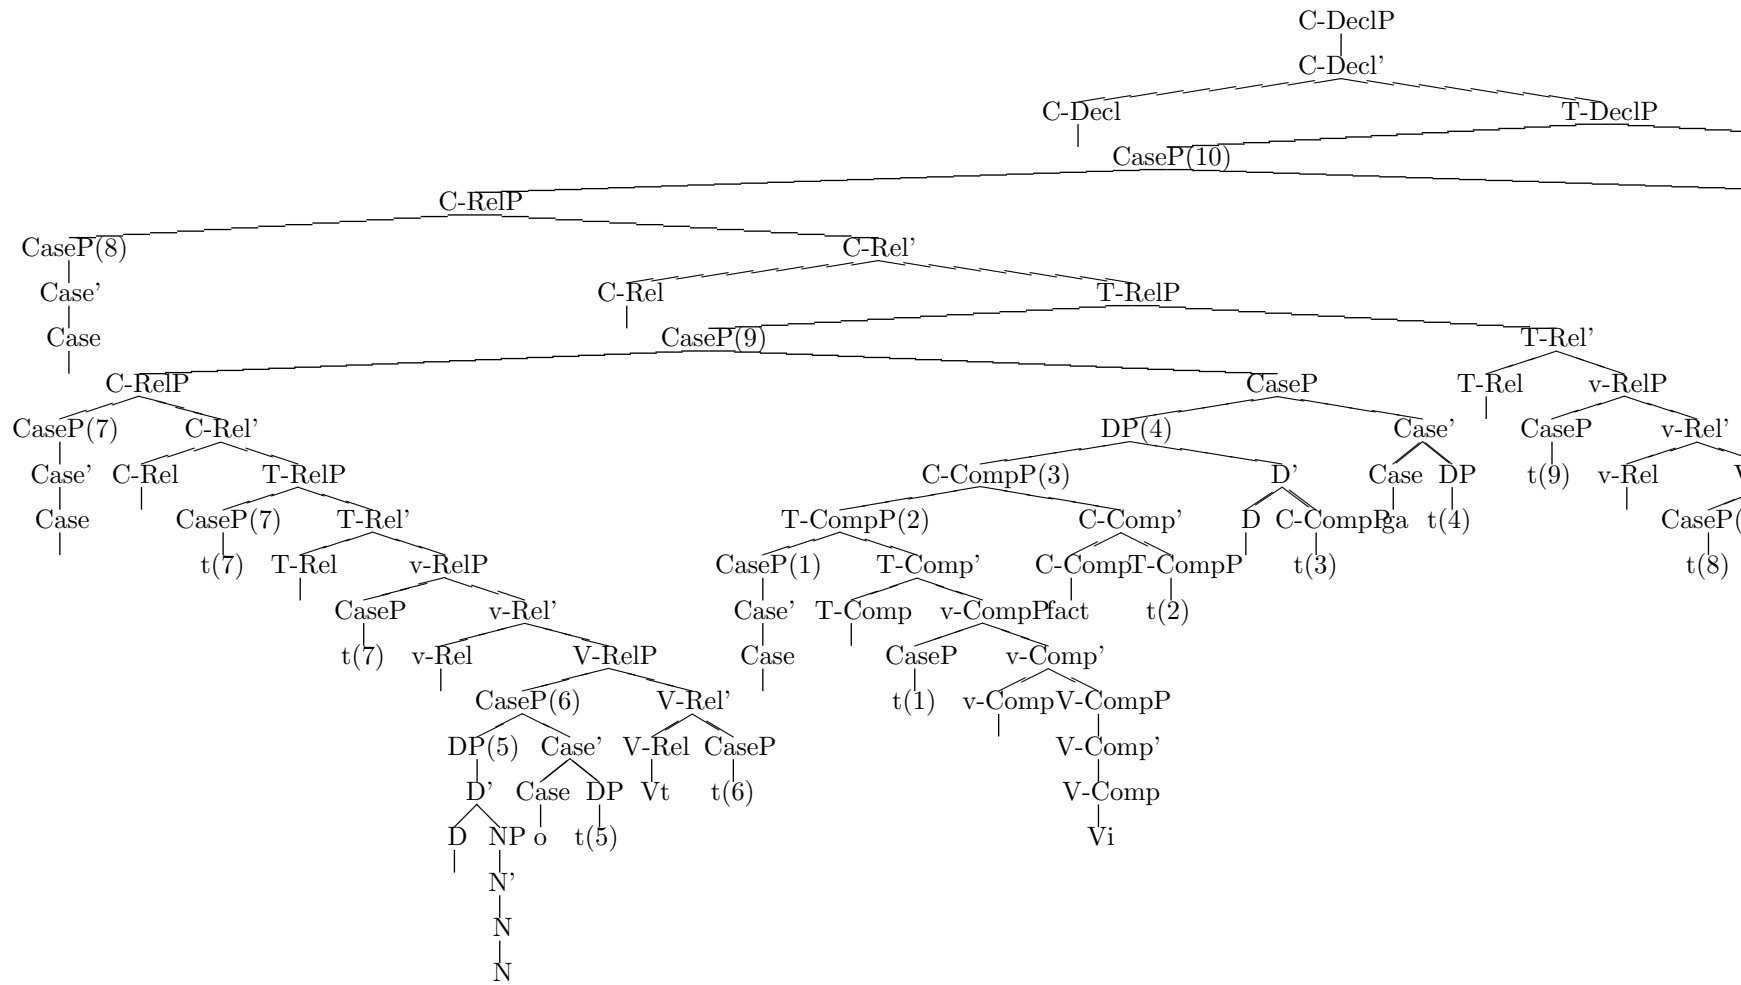 C-DeclP
C-Decl'
C-Decl T-DeclP
CaseP(10)
C-RelP
CaseP(8) C-Rel'
Case' C-Rel T-RelP
Case CaseP(9) T-Rel'
C-RelP CaseP T-Rel v-RelP
CaseP(7) C-Rel' DP(4) Case' CaseP v-Rel'
Case' C-Rel T-RelP C-CompP(3) D' Case DP t(9) v-Rel
Case CaseP(7) T-Rel' T-CompP(2) C-Comp' D C-CompP ga t(4) CaseP(
t(7) T-Rel v-RelP CaseP(1) T-Comp' C-Comp T-CompP t(3) t(8)
CaseP v-Rel' Case' T-Comp v-CompP fact t(2)
t(7) v-Rel V-RelP Case CaseP v-Comp'
CaseP(6) V-Rel' t(1) v-Comp V-CompP
DP(5) Case' V-Rel CaseP V-Comp'
D' Case DP Vt t(6) V-Comp
D NP o t(5) Vi
N'
N
N